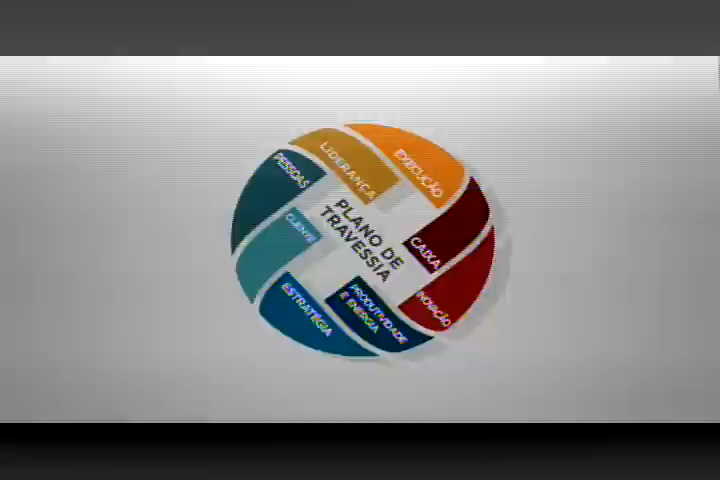 LIDERANÇA
EXECUÇÃO
PESSOAS
PLANO DE
TRAVESSIA
CLIENTE
CAIXA
INOVAÇÃO
ESTRATÉGIA
PRODUTIVIDADE
E ENERGIA